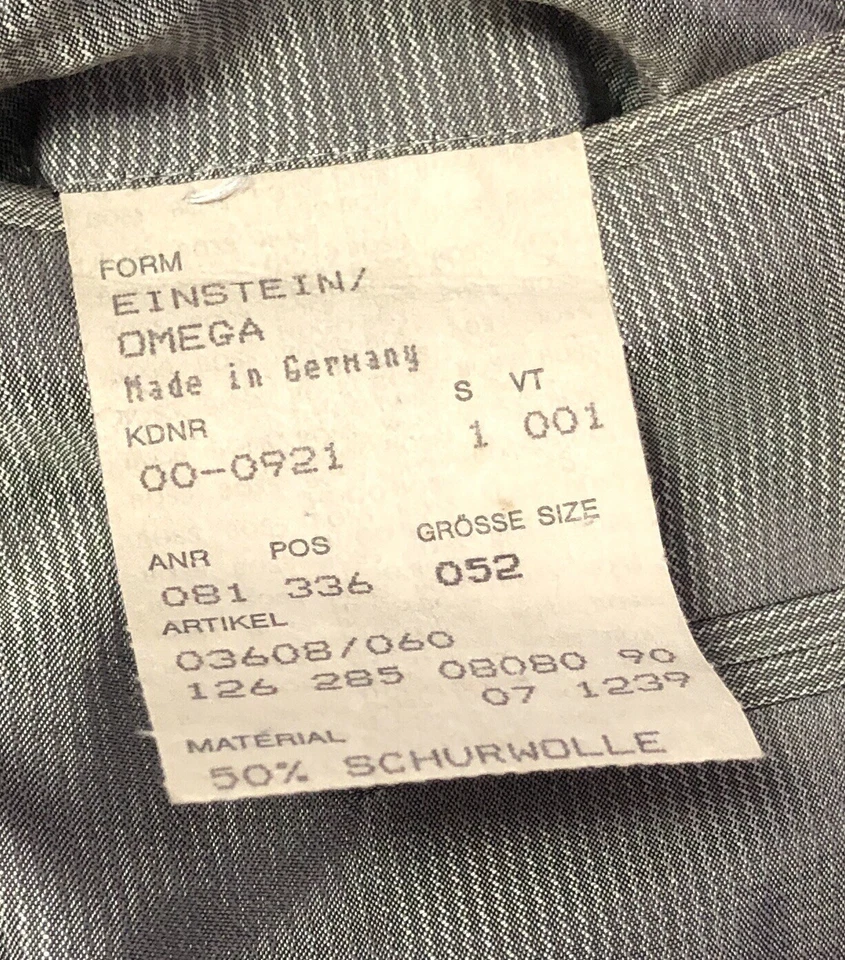 FORM
EINSTEIN/
OMEGA
Made in Germany
S VT
KDNR
1 001
00-0921
GRÖSSE SIZE
ANR POS
081 336 052
ARTIKEL
03608/060
126 285 08080 90
07 1239
MATERIAL
50% SCHURWOLLE